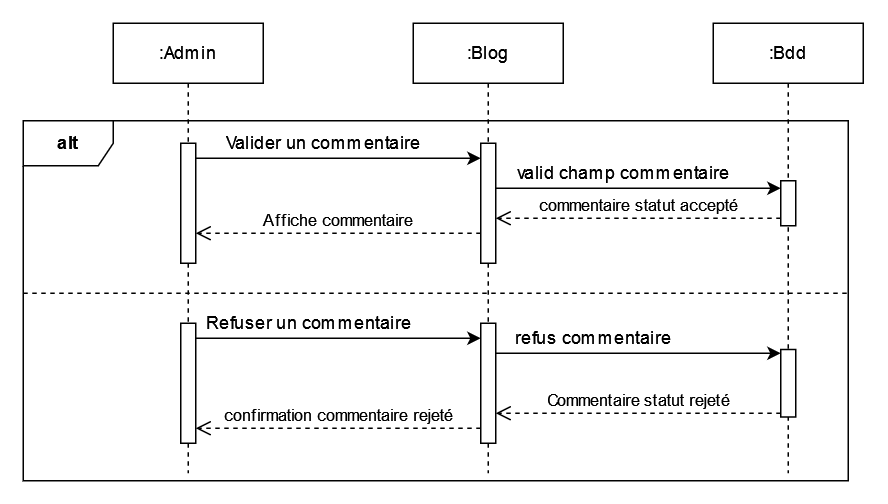 :Admin
:Blog
:Bdd
alt
Valider un commentaire
valid champ commentaire
commentaire statut accepté
Affiche commentaire
Refuser un commentaire
refus commentaire
Commentaire statut rejeté
confirmation commentaire rejeté